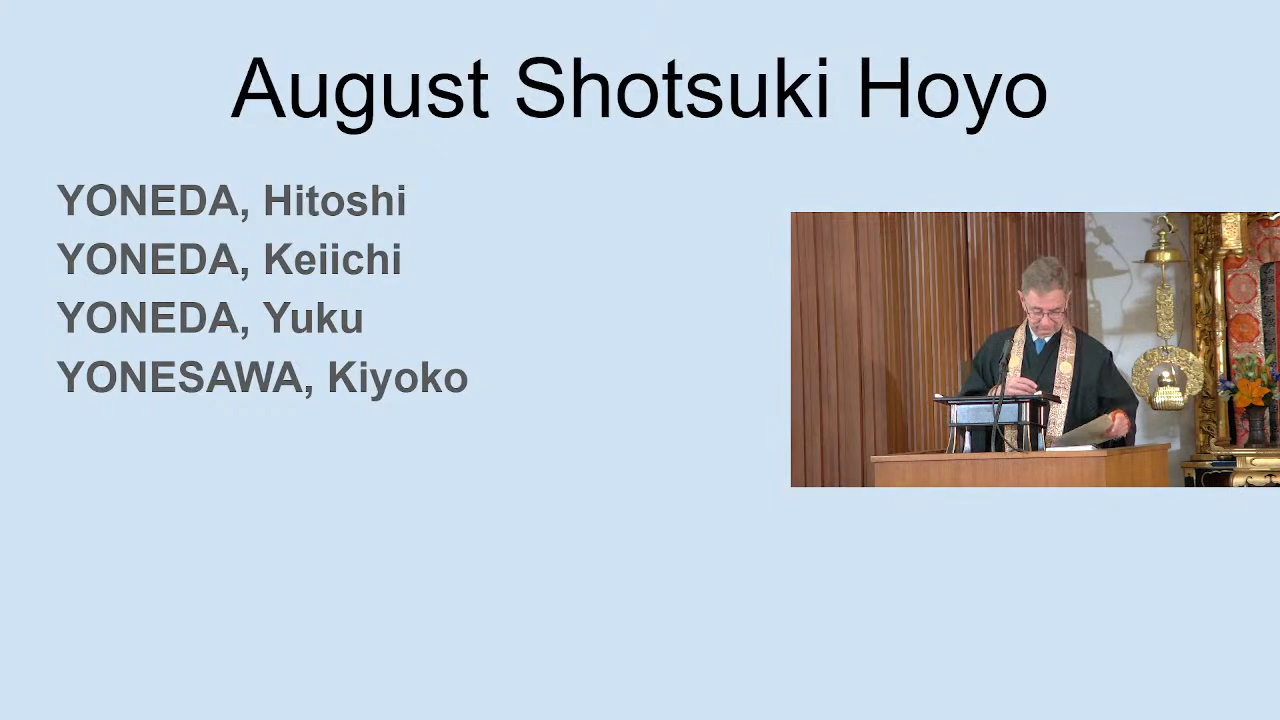 August Shotsuki Hoyo
YONEDA, Hitoshi
YONEDA, Keiichi
YONEDA, Yuku
YONESAWA, Kiyoko